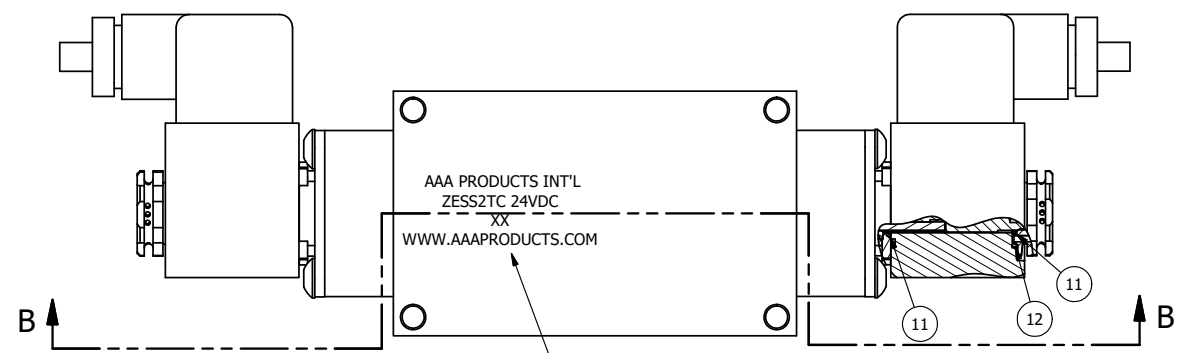 AAA PRODUCTS INT'L
ZESS2TC 24VDC
XX
WWW.AAAPRODUCTS.COM
11
11
12
B
B